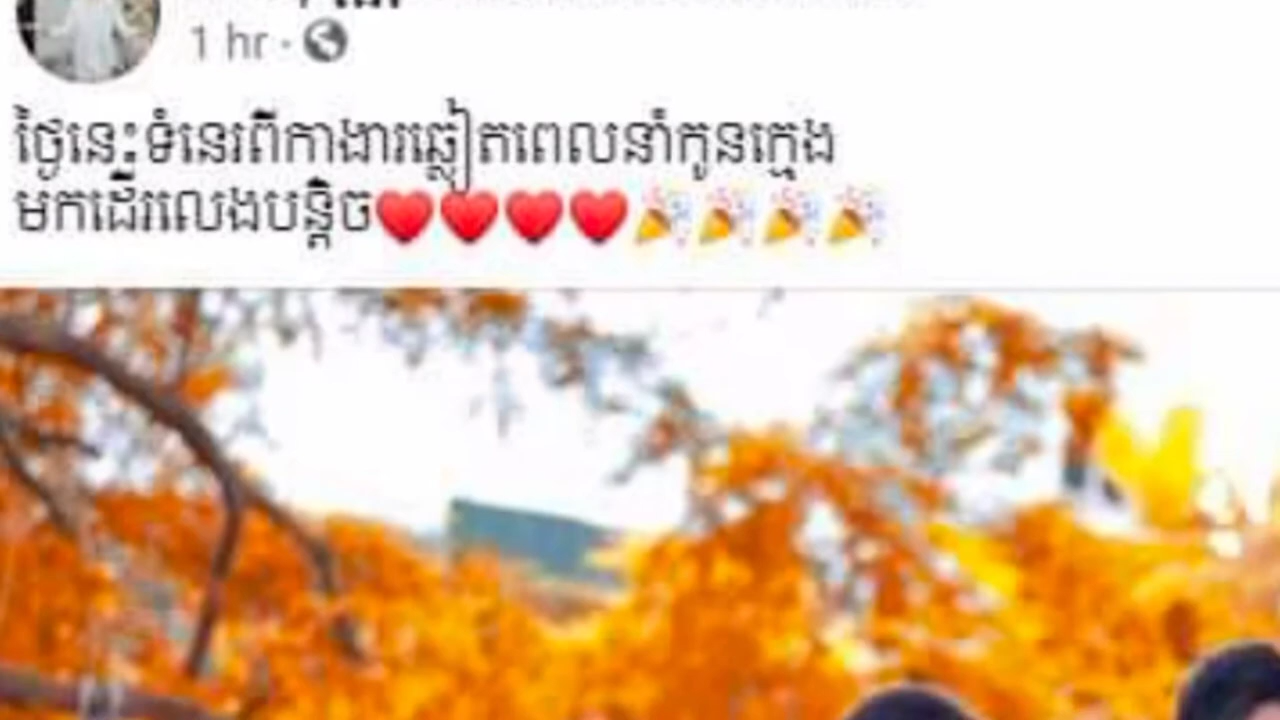 1 hr ·
ថ្ងៃនេះទំនេរពីកាងារឆ្លៀតពេលនាំកូនក្មេង
មកដើរលេងបន្តិច❤️❤️❤️❤️🎉🎉🎉🎉